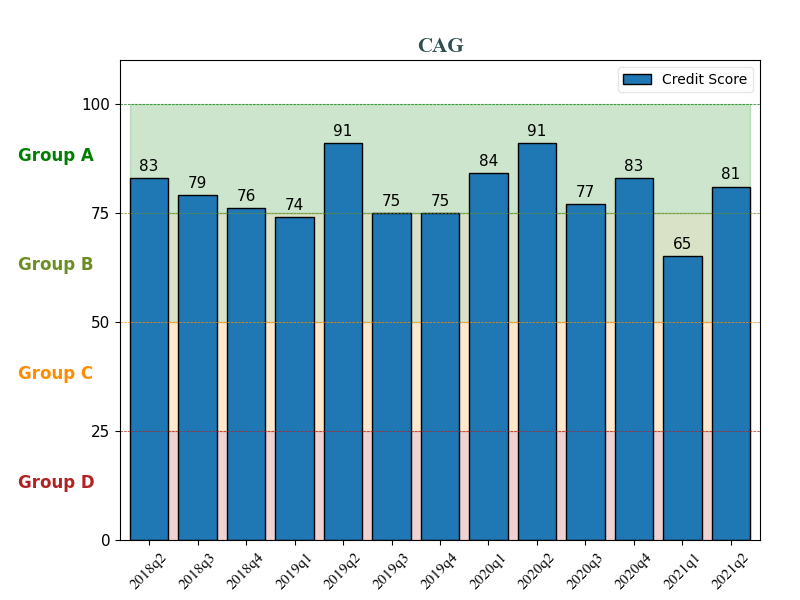 CAG
Credit Score
100
75
50
25
0
Group A
Group B
Group C
Group D
83
79
76
74
91
75
75
84
91
77
83
65
81
2018q2
2018q3
2018q4
2019q1
2019q2
2019q3
2019q4
2020q1
2020q2
2020q3
2020q4
2021q1
2021q2